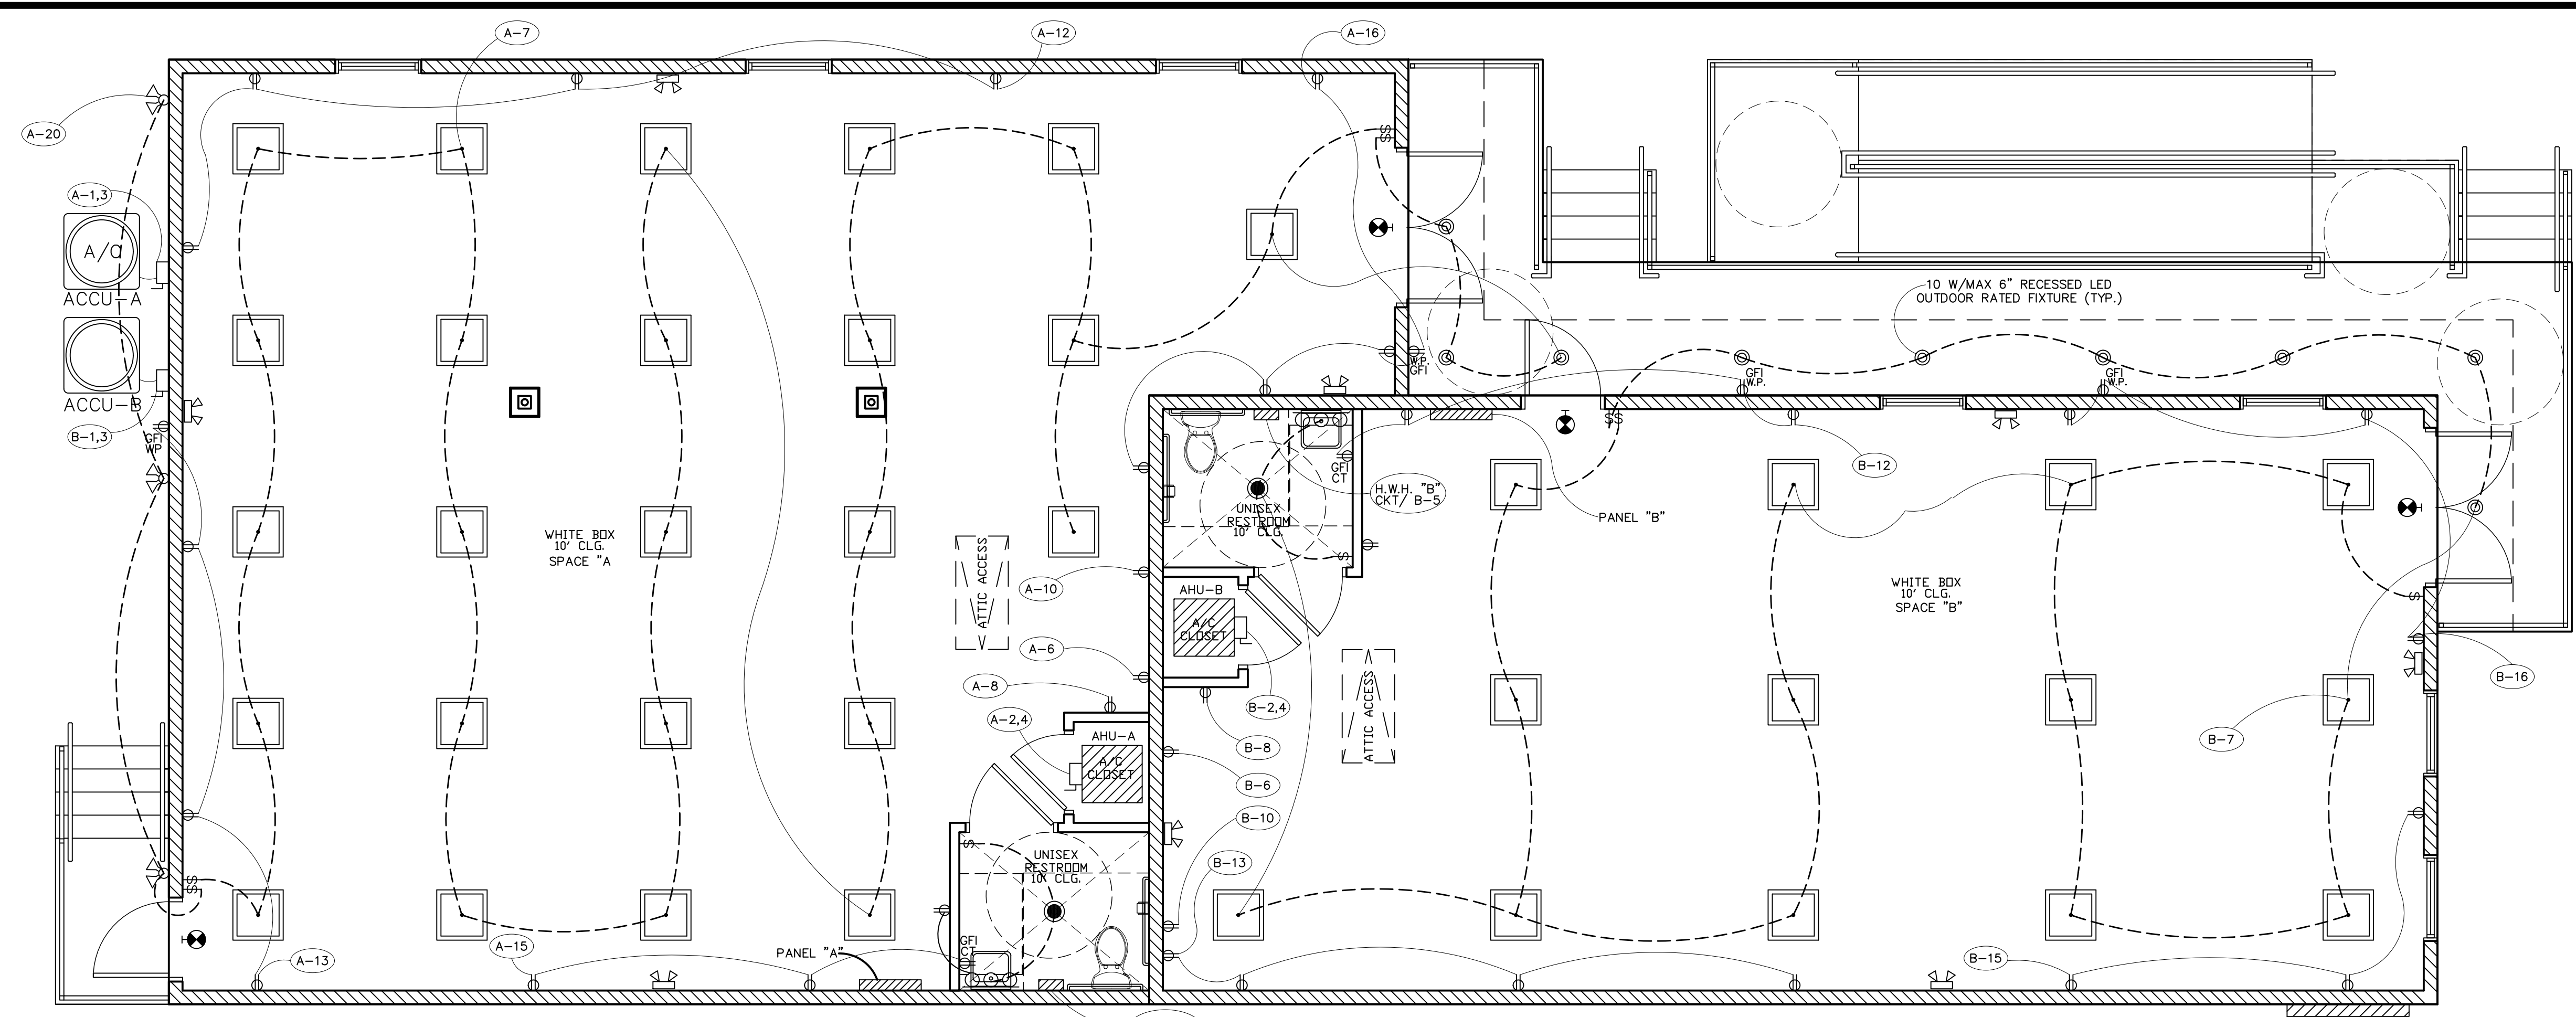 A-7
A-12
A-16
A-20
A-1,3
A/C
ACCU-A
ACCU-B
B-1,3
GFI
WP
10 W/MAX 6" RECESSED LED
OUTDOOR RATED FIXTURE (TYP.)
W.P.
GFI
GFI
W.P.
GFI
W.P.
SS
SS
B-12
GFI
CT
H.W.H. "B"
CKT/ B-5
PANEL "B"
UNISEX
RESTROOM
10' CLG.
S
WHITE BOX
10' CLG.
SPACE "A
ATTIC ACCESS
A-10
AHU-B
A/C
CLOSET
WHITE BOX
10' CLG.
SPACE "B"
S
A-6
B-16
A-8
B-2,4
A-2,4
ATTIC ACCESS
AHU-A
A/C
CLOSET
B-8
B-7
B-6
B-10
S
UNISEX
RESTROOM
10' CLG.
B-13
SS
A-15
GFI
CT
PANEL "A"
A-13
B-15